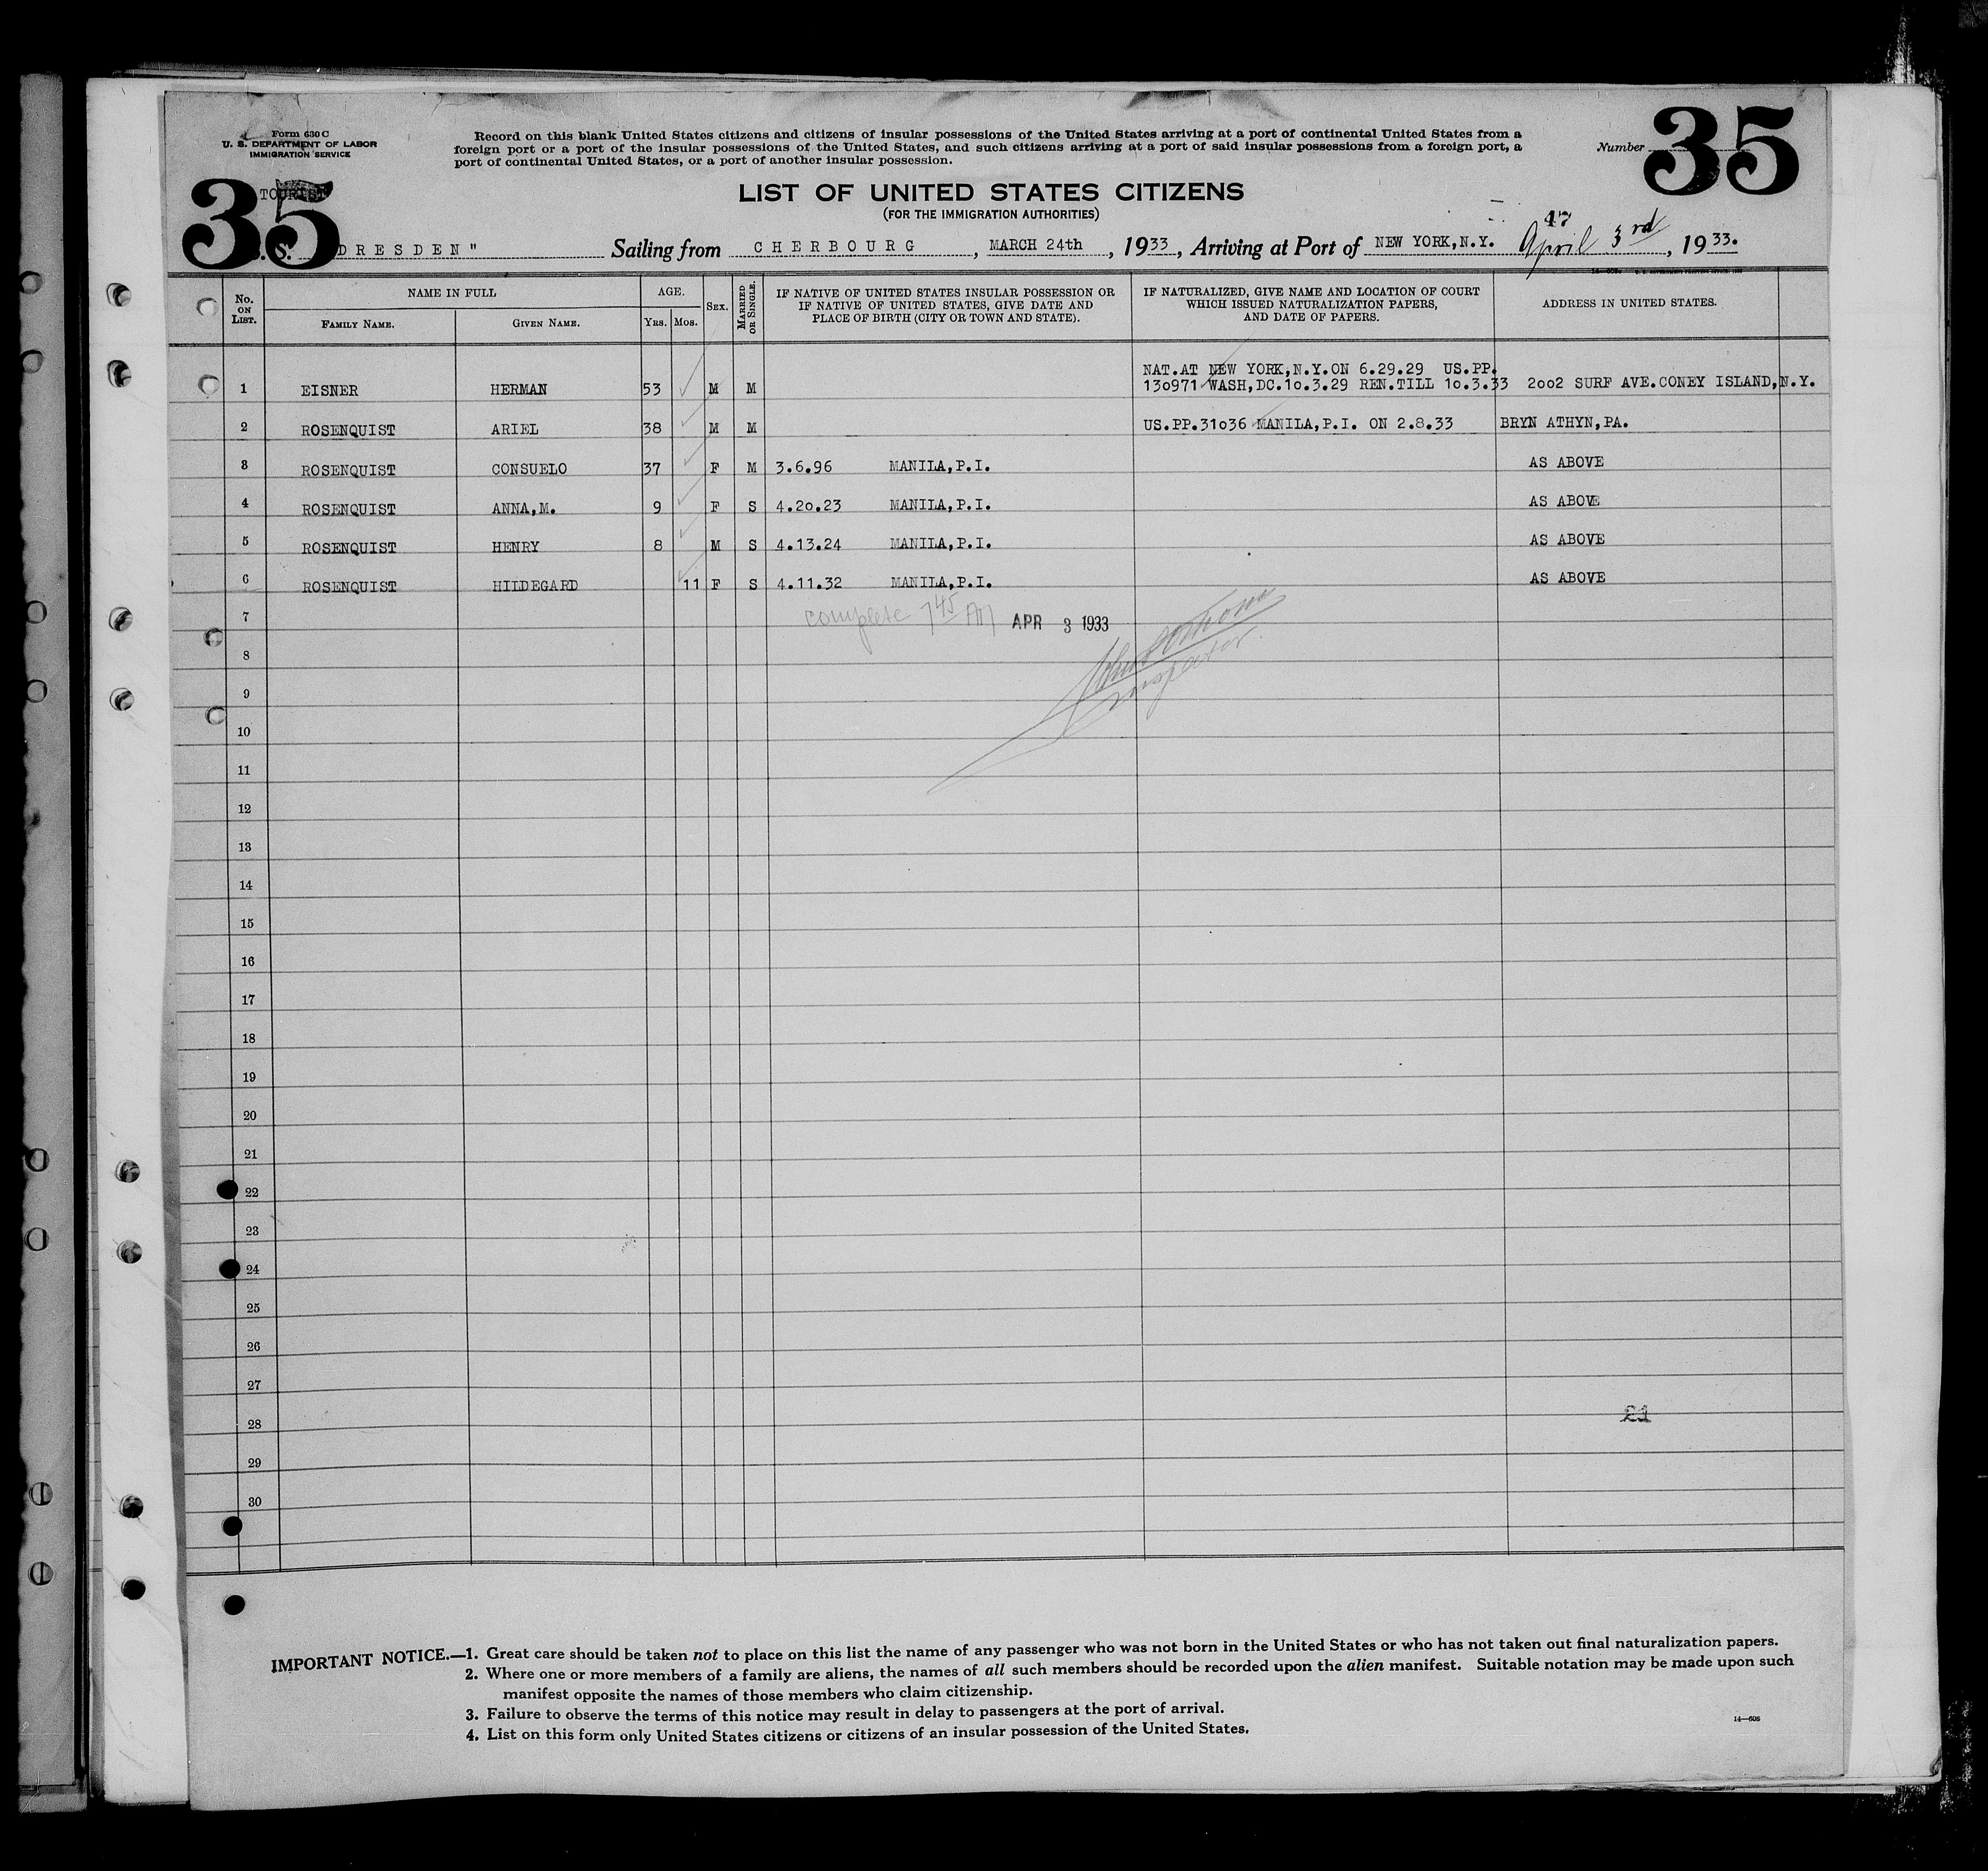 Form 630 C
U. S. DEPARTMENT OF LABOR
IMMIGRATION SERVICE
Record on this blank United States citizens and citizens of insular possessions of the United States arriving at a port of continental United States from a
foreign port or a port of the insular possessions of the United States, and such citizens arriving at a port of said insular possessions from a foreign port, a
port of continental United States, or a port of another insular possession.
Number 35
35
TOURIST
LIST OF UNITED STATES CITIZENS
(FOR THE IMMIGRATION AUTHORITIES)
47
S. DRESDEN" Sailing from CHERBOURG, MARCH 24th, 1933, Arriving at Port of NEW YORK,N.Y. April 3rd, 1933.
No. ON LIST. NAME IN FULL FAMILY NAME. GIVEN NAME. AGE. YRS. MOS. SEX. MARRIED OR SINGLE. IF NATIVE OF UNITED STATES INSULAR POSSESSION OR IF NATIVE OF UNITED STATES, GIVE DATE AND PLACE OF BIRTH (CITY OR TOWN AND STATE). IF NATURALIZED, GIVE NAME AND LOCATION OF COURT WHICH ISSUED NATURALIZATION PAPERS, AND DATE OF PAPERS. ADDRESS IN UNITED STATES.
NAT.AT NEW YORK,N.Y.ON 6.29.29 US.PP.
1 EISNER HERMAN 53 M M 130971 WASH,DC.10.3.29 REN.TILL 10.3.33 2002 SURF AVE.CONEY ISLAND,N.Y.
2 ROSENQUIST ARIEL 38 M M US.PP.31036 MANILA,P.I. ON 2.8.33 BRYN ATHYN,PA.
3 ROSENQUIST CONSUELO 37 F M 3.6.96 MANILA,P.I. AS ABOVE
4 ROSENQUIST ANNA,M. 9 F S 4.20.23 MANILA,P.I. AS ABOVE
5 ROSENQUIST HENRY 8 M S 4.13.24 MANILA,P.I. AS ABOVE
6 ROSENQUIST HILDEGARD 11 F S 4.11.32 MANILA,P.I. AS ABOVE
7 complete 745 AM APR 3 1933
8
Inspector.
9
10
11
12
13
14
15
16
17
18
19
20
21
22
23
24
25
26
27
28
29
30
IMPORTANT NOTICE.—1. Great care should be taken not to place on this list the name of any passenger who was not born in the United States or who has not taken out final naturalization papers.
2. Where one or more members of a family are aliens, the names of all such members should be recorded upon the alien manifest. Suitable notation may be made upon such
manifest opposite the names of those members who claim citizenship.
3. Failure to observe the terms of this notice may result in delay to passengers at the port of arrival.
4. List on this form only United States citizens or citizens of an insular possession of the United States.